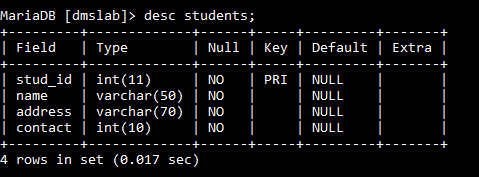 MariaDB [dmslab]> desc students;
+----------+-------------+------+-----+---------+-------+
| Field    | Type        | Null | Key | Default | Extra |
+----------+-------------+------+-----+---------+-------+
| stud_id  | int(11)     | NO   | PRI | NULL    |       |
| name     | varchar(50) | NO   |     | NULL    |       |
| address  | varchar(70) | NO   |     | NULL    |       |
| contact  | int(10)     | NO   |     | NULL    |       |
+----------+-------------+------+-----+---------+-------+
4 rows in set (0.017 sec)